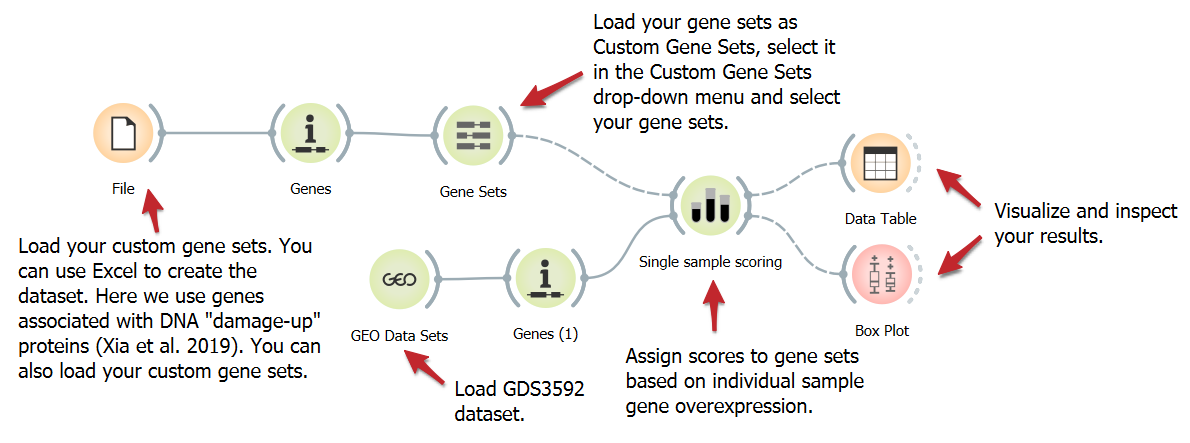 Load your gene sets as
Custom Gene Sets, select it
in the Custom Gene Sets
drop-down menu and select
your gene sets.
File
Genes
Gene Sets
Data Table
Load your custom gene sets. You
can use Excel to create the
dataset. Here we use genes
associated with DNA "damage-up"
proteins (Xia et al. 2019). You can
also load your custom gene sets.
GEO
GEO Data Sets
Genes (1)
Single sample scoring
Visualize and inspect
your results.
Box Plot
Load GDS3592
dataset.
Assign scores to gene sets
based on individual sample
gene overexpression.